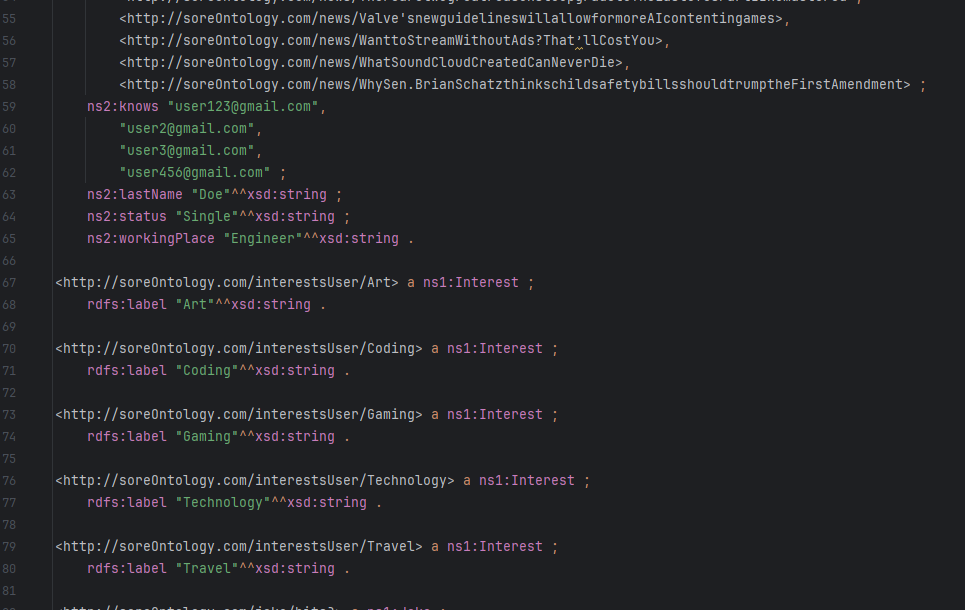 55 <http://soreOntology.com/news/Valve'snewguidelineswillallowformoreAIcontentingames>,
56 <http://soreOntology.com/news/WanttoStreamWithoutAds?That’llCostYou>,
57 <http://soreOntology.com/news/WhatSoundCloudCreatedCanNeverDie>,
58 <http://soreOntology.com/news/WhySen.BrianSchatzthinkschildsafetybillsshouldtrumptheFirstAmendment> ;
59 ns2:knows "user123@gmail.com",
60 "user2@gmail.com",
61 "user3@gmail.com",
62 "user456@gmail.com" ;
63 ns2:lastName "Doe"^^xsd:string ;
64 ns2:status "Single"^^xsd:string ;
65 ns2:workingPlace "Engineer"^^xsd:string .
66
67 <http://soreOntology.com/interestsUser/Art> a ns1:Interest ;
68 rdfs:label "Art"^^xsd:string .
69
70 <http://soreOntology.com/interestsUser/Coding> a ns1:Interest ;
71 rdfs:label "Coding"^^xsd:string .
72
73 <http://soreOntology.com/interestsUser/Gaming> a ns1:Interest ;
74 rdfs:label "Gaming"^^xsd:string .
75
76 <http://soreOntology.com/interestsUser/Technology> a ns1:Interest ;
77 rdfs:label "Technology"^^xsd:string .
78
79 <http://soreOntology.com/interestsUser/Travel> a ns1:Interest ;
80 rdfs:label "Travel"^^xsd:string .
81